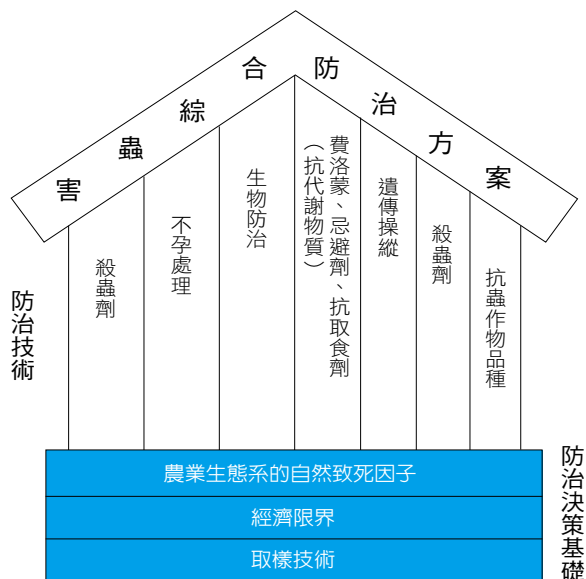 害蟲綜合防治方案
防治技術
殺蟲劑
不孕處理
生物防治
費洛蒙、忌避劑、抗取食劑
（抗代謝物質）
遺傳操縱
殺蟲劑
抗蟲作物品種
農業生態系的自然致死因子
經濟限界
取樣技術
防治決策基礎